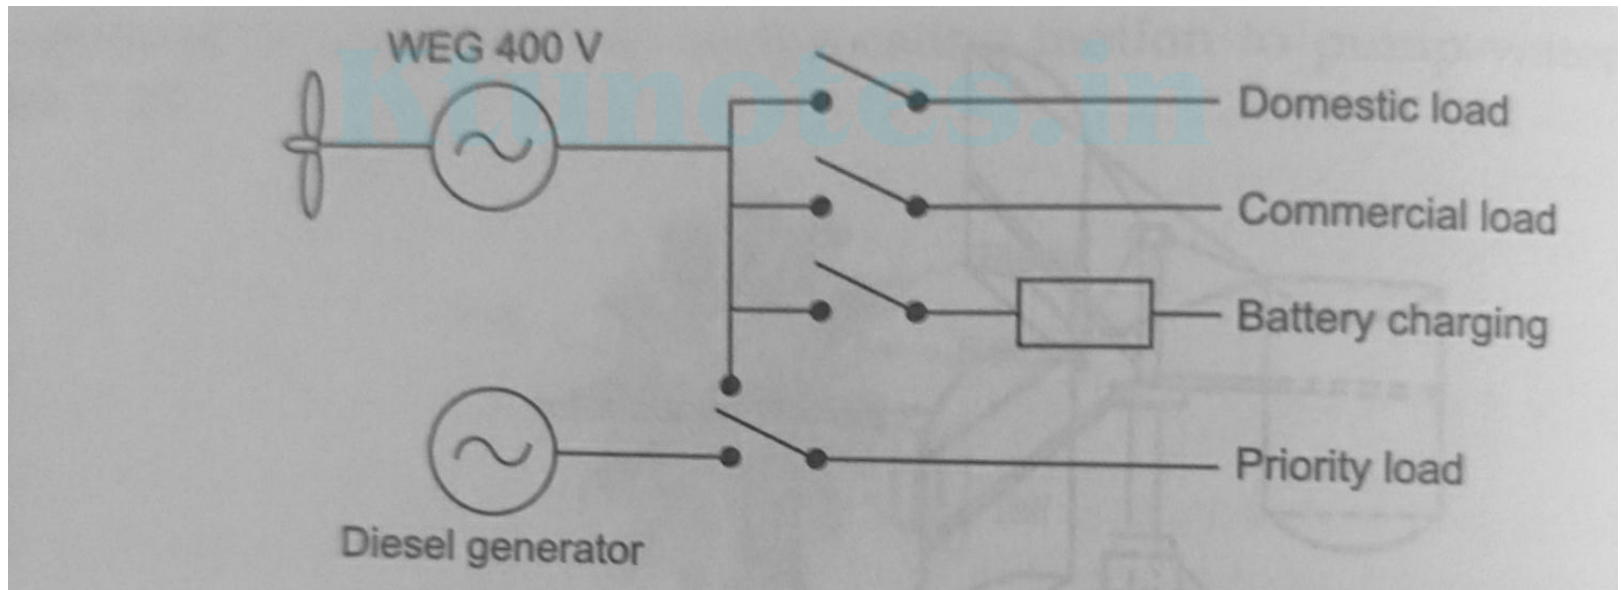 WEG 400 V
Ktunotes.in
Domestic load
Commercial load
Battery charging
Priority load
Diesel generator